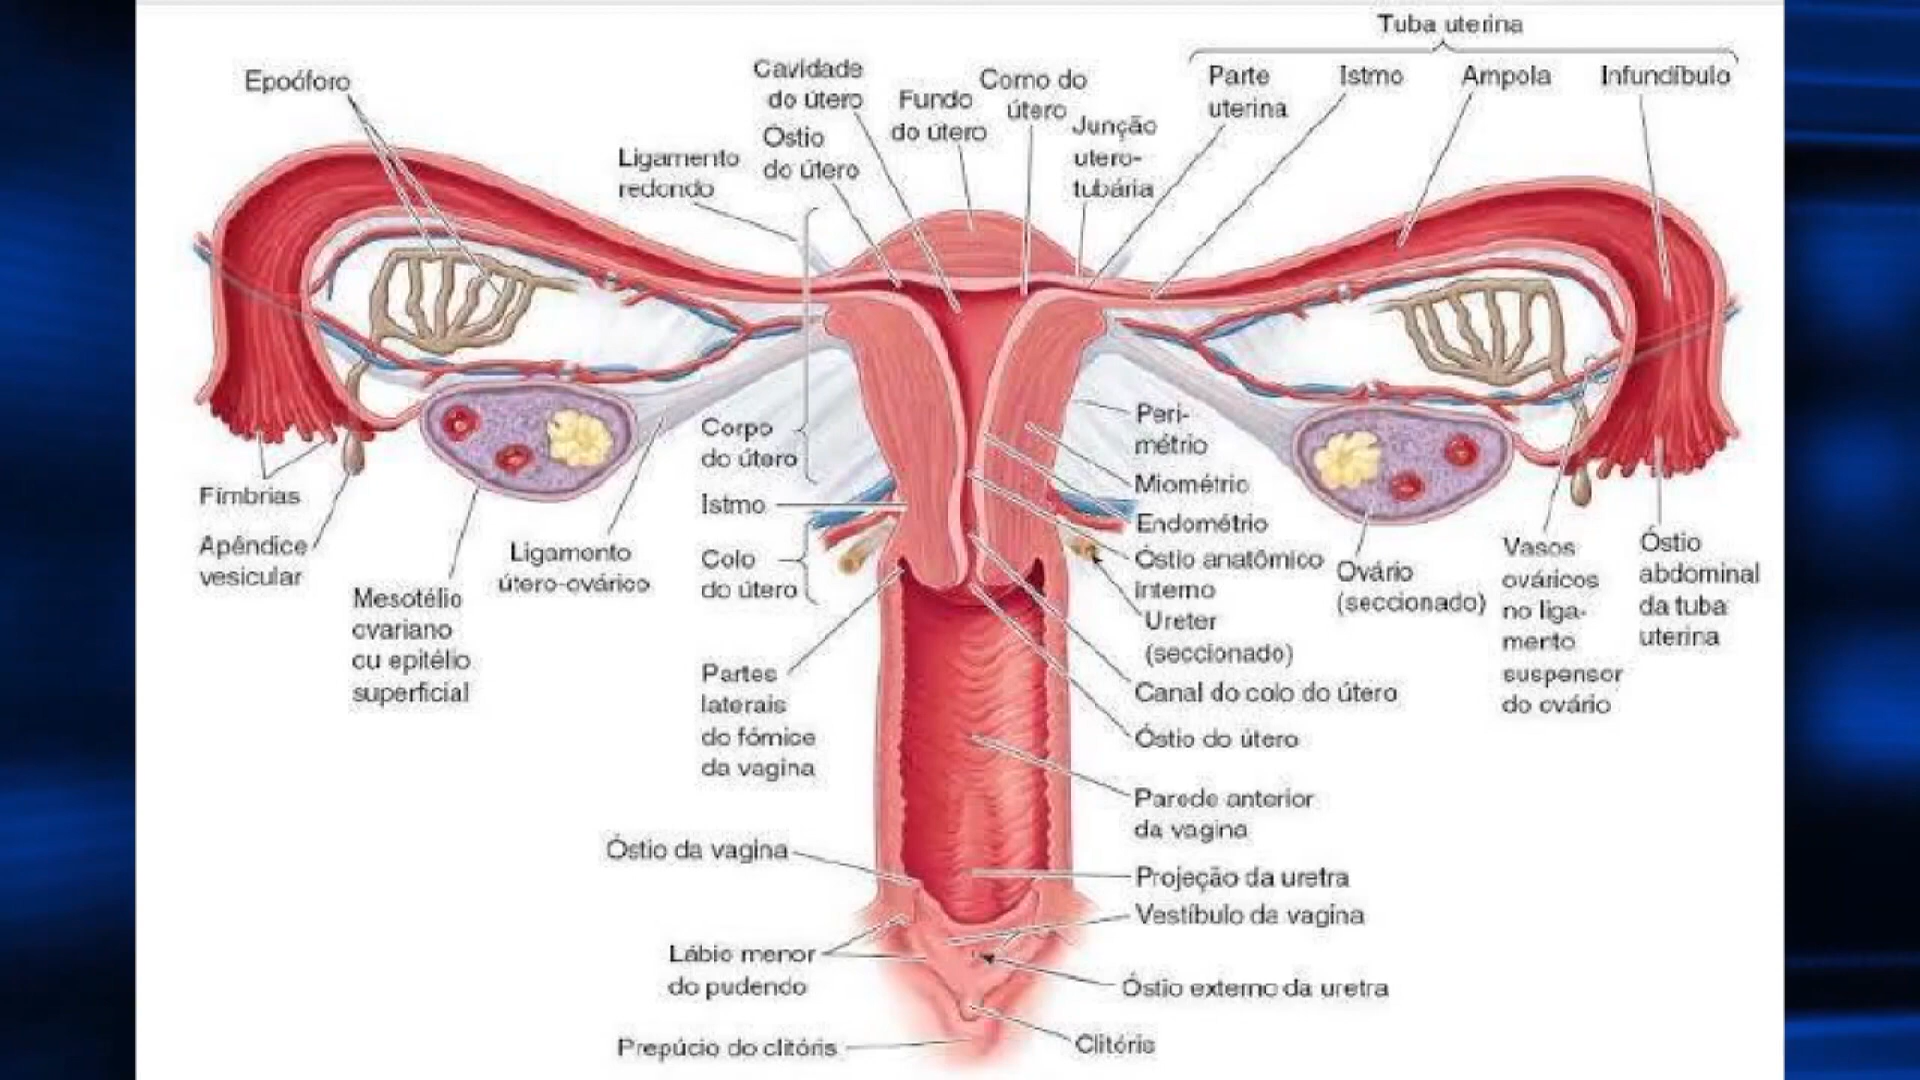 Tuba uterina
Epoóforo
Cavidade
do útero
Ostio
do útero
Fundo
do útero
Corno do
útero
Junção
utero-
tubária
Parte
uterina
Istmo
Ampola
Infundíbulo
Ligamento
redondo
Corpo
do útero
Istmo
Colo
do útero
Fímbrias
Apêndice
vesicular
Mesotélio
ovariano
ou epitélio
superficial
Ligamento
útero-ovárico
Peri-
métrio
Miométrio
Endométrio
Óstio anatômico
interno
Ureter
(seccionado)
Canal do colo do útero
Óstio do útero
Ovário
(seccionado)
Vasos
ováricos
no liga-
mento
suspensor
do ovário
Óstio
abdominal
da tuba
uterina
Partes
laterais
do fórnice
da vagina
Parede anterior
da vagina
Óstio da vagina
Projeção da uretra
Vestíbulo da vagina
Lábio menor
do pudendo
Óstio externo da uretra
Prepúcio do clitóris
Clitóris